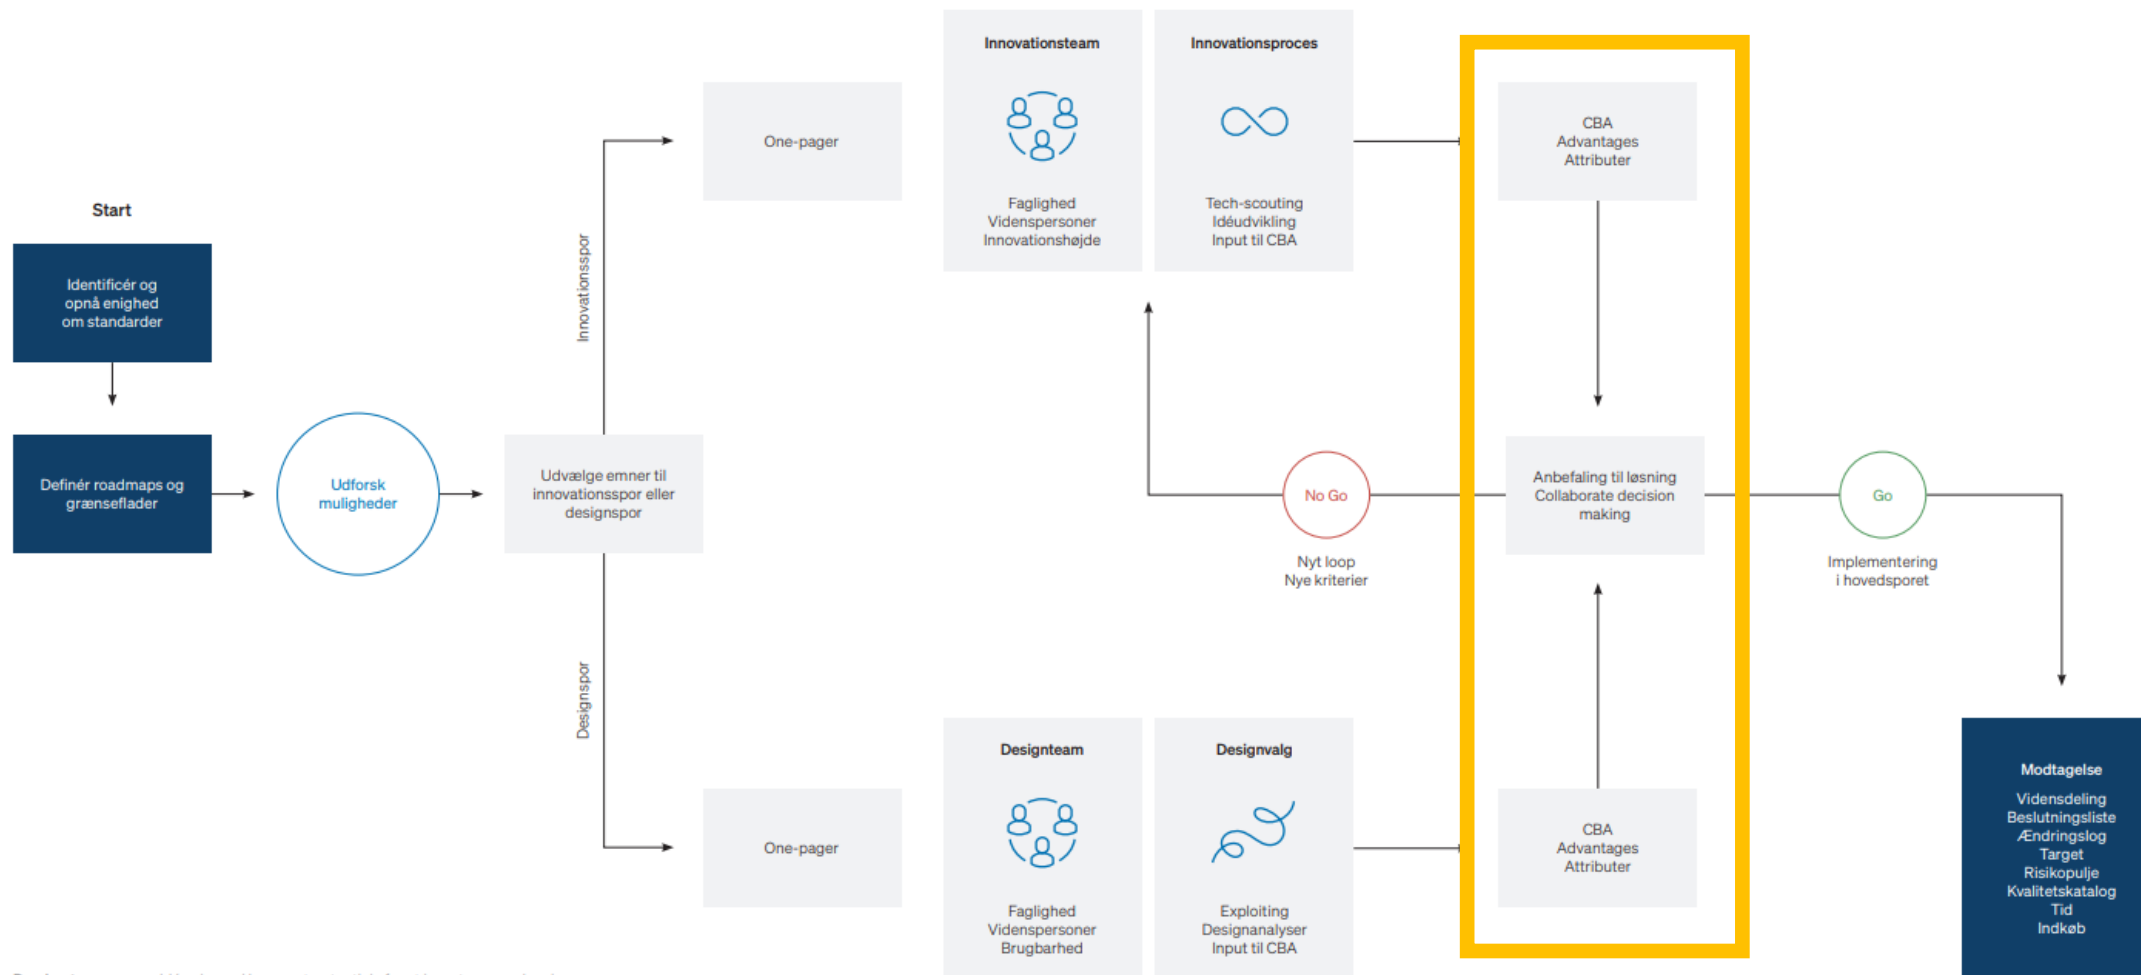 Start
Identificér og
opnå enighed
om standarder
Definér roadmaps og
grænseflader
Udforsk
muligheder
Udvælge emner til
innovationsspor eller
designspor
Innovationsspor
Designspor
One-pager
Innovationsteam
Faglighed
Videnspersoner
Innovationshøjde
Innovationsproces
Tech-scouting
Idéudvikling
Input til CBA
CBA
Advantages
Attributer
Anbefaling til løsning
Collaborate decision
making
No Go
Nyt loop
Nye kriterier
Go
Implementering
i hovedsporet
One-pager
Designteam
Faglighed
Videnspersoner
Brugbarhed
Designvalg
Exploiting
Designanalyser
Input til CBA
CBA
Advantages
Attributer
Modtagelse
Vidensdeling
Beslutningsliste
Ændringslog
Target
Risikopulje
Kvalitetskatalog
Tid
Indkøb